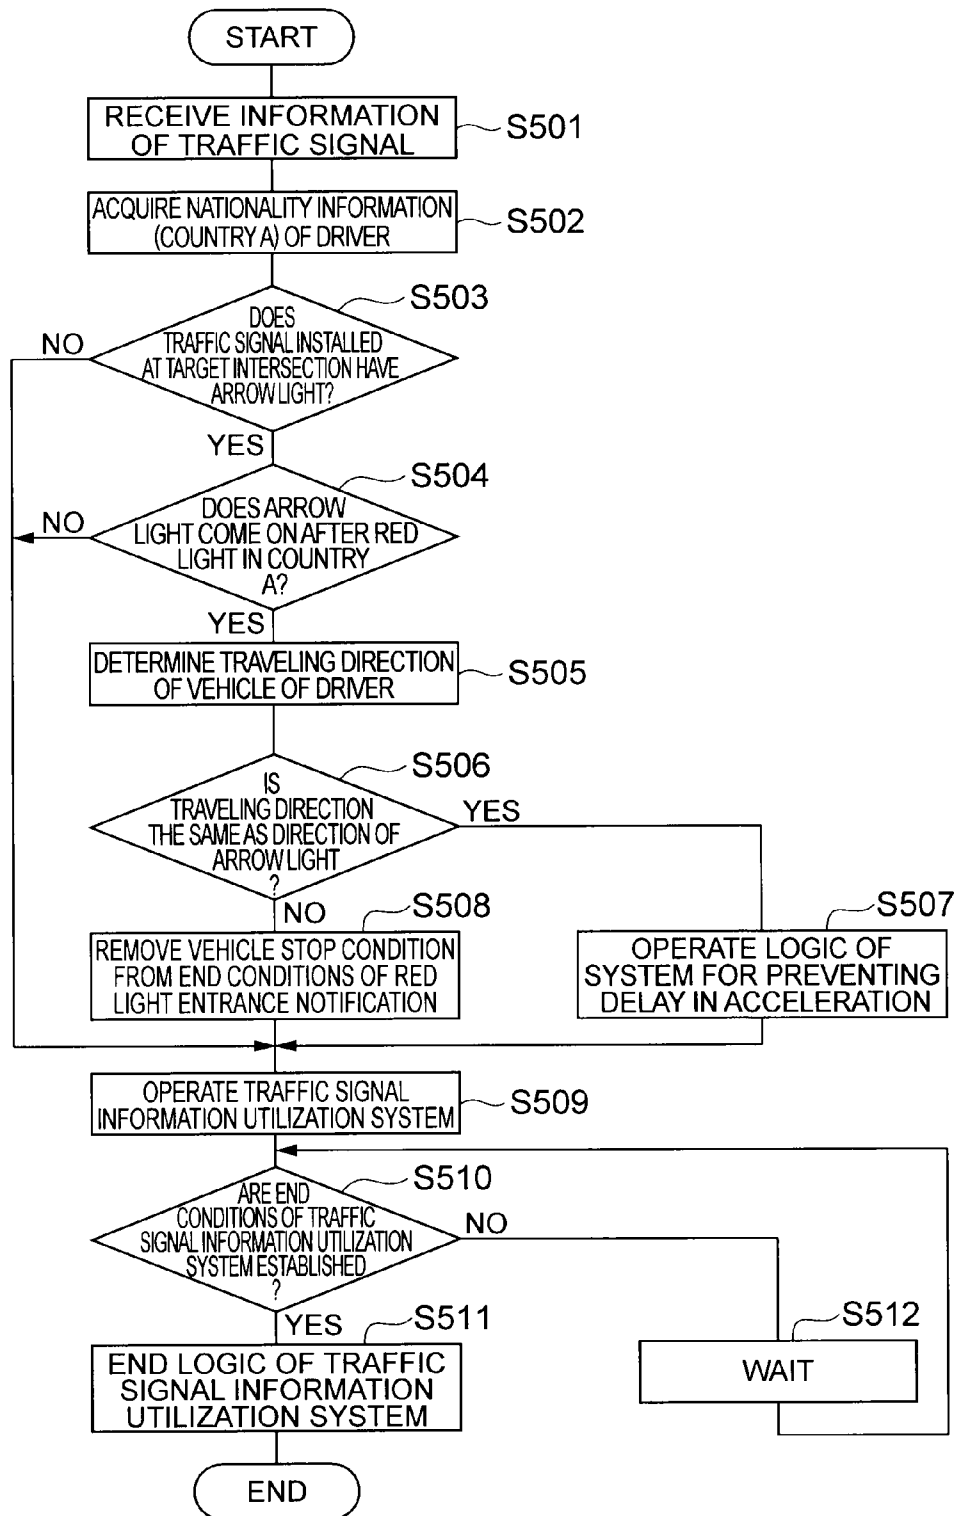 START
RECEIVE INFORMATION
OF TRAFFIC SIGNAL
S501
ACQUIRE NATIONALITY INFORMATION
(COUNTRY A) OF DRIVER
S502
S503
DOES
TRAFFIC SIGNAL INSTALLED
AT TARGET INTERSECTION HAVE
ARROW LIGHT?
NO
YES
S504
DOES ARROW
LIGHT COME ON AFTER RED
LIGHT IN COUNTRY
A?
NO
YES
DETERMINE TRAVELING DIRECTION
OF VEHICLE OF DRIVER
S505
S506
IS
TRAVELING DIRECTION
THE SAME AS DIRECTION OF
ARROW LIGHT
?
YES
NO
S508
REMOVE VEHICLE STOP CONDITION
FROM END CONDITIONS OF RED
LIGHT ENTRANCE NOTIFICATION
S507
OPERATE LOGIC OF
SYSTEM FOR PREVENTING
DELAY IN ACCELERATION
OPERATE TRAFFIC SIGNAL
INFORMATION UTILIZATION SYSTEM
S509
S510
ARE END
CONDITIONS OF TRAFFIC
SIGNAL INFORMATION UTILIZATION
SYSTEM ESTABLISHED
?
NO
YES
S511
END LOGIC OF TRAFFIC
SIGNAL INFORMATION
UTILIZATION SYSTEM
S512
WAIT
END